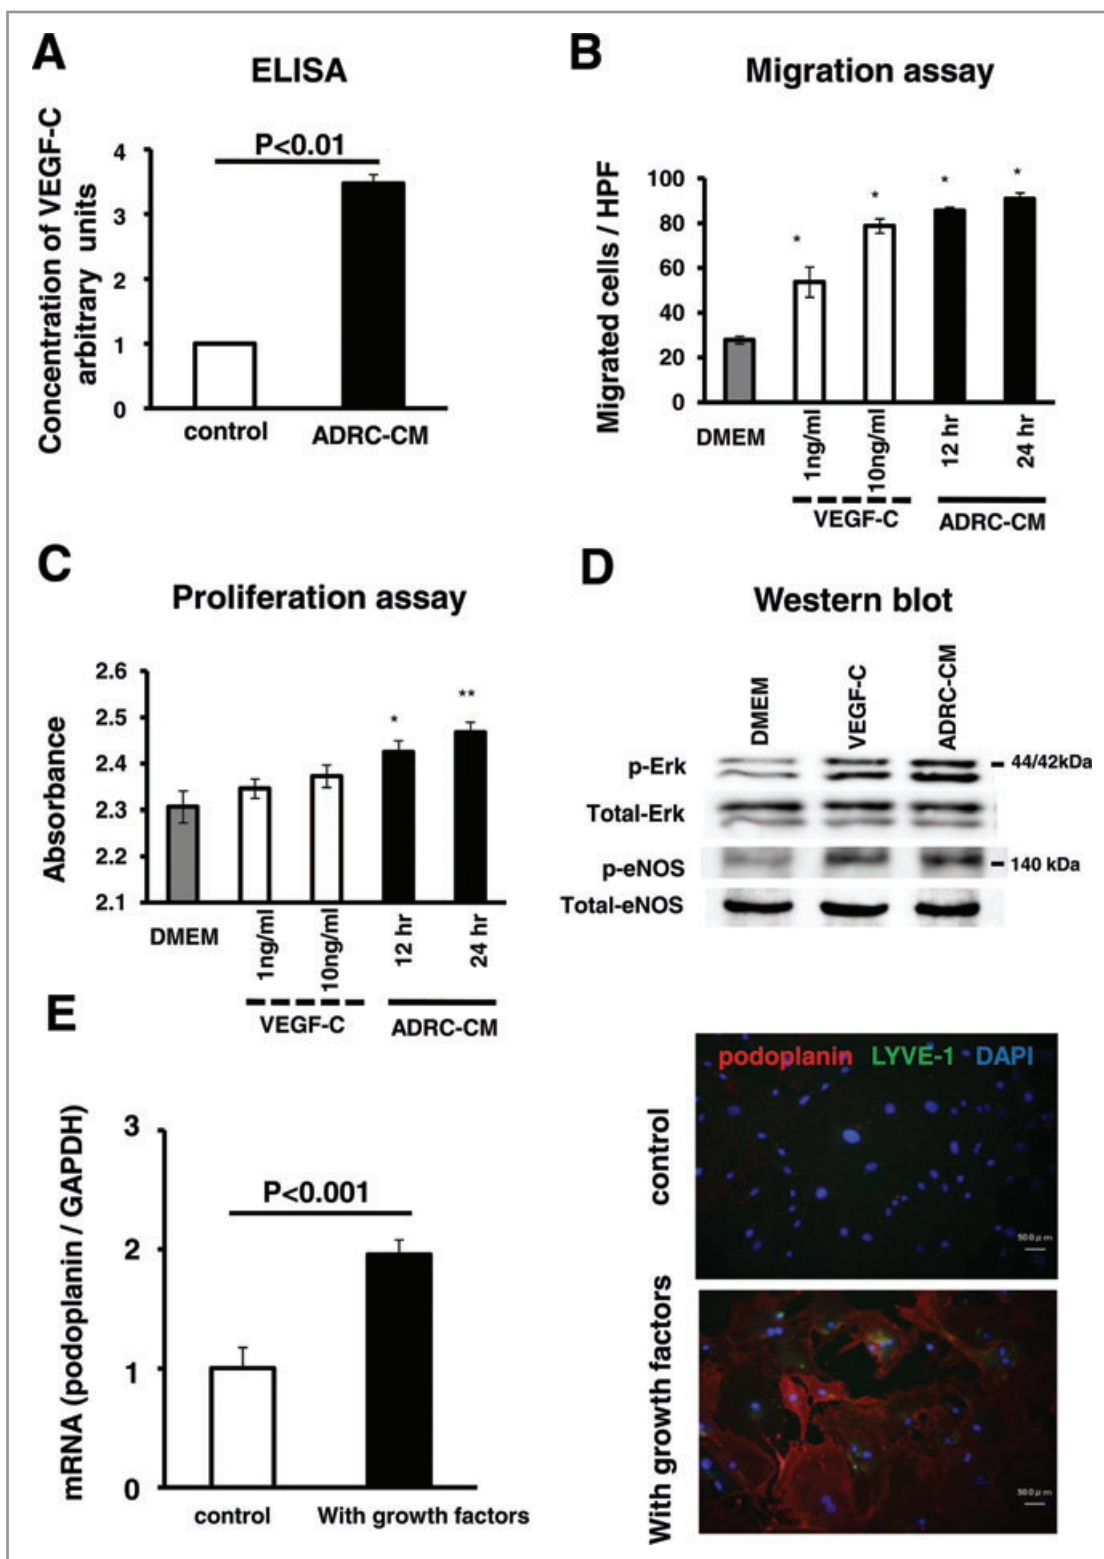 A
ELISA
Concentration of VEGF-C
arbitrary units
P<0.01
4
3
2
1
0
control
ADRC-CM
B
Migration assay
Migrated cells / HPF
100
80
60
40
20
0
*
*
*
*
DMEM
1ng/ml
10ng/ml
12 hr
24 hr
VEGF-C
ADRC-CM
C
Proliferation assay
Absorbance
2.6
2.5
2.4
2.3
2.2
2.1
*
**
DMEM
1ng/ml
10ng/ml
12 hr
24 hr
VEGF-C
ADRC-CM
D
Western blot
DMEM
VEGF-C
ADRC-CM
p-Erk
44/42kDa
Total-Erk
p-eNOS
140 kDa
Total-eNOS
E
mRNA (podoplanin / GAPDH)
3
2
1
0
P<0.001
control
With growth factors
podoplanin LYVE-1 DAPI
control
50.0μm
With growth factors
50.0μm